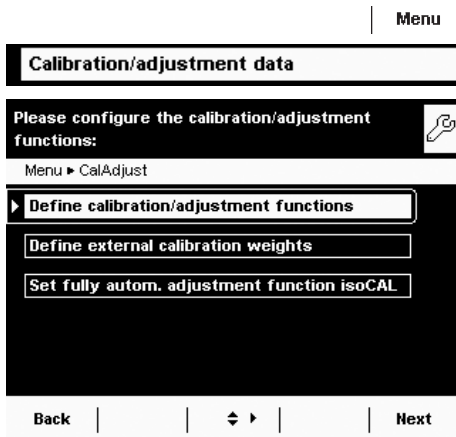 Menu
Calibration/adjustment data
Please configure the calibration/adjustment
functions:
Menu ▸ CalAdjust
Define calibration/adjustment functions
Define external calibration weights
Set fully autom. adjustment function isoCAL
Back Next